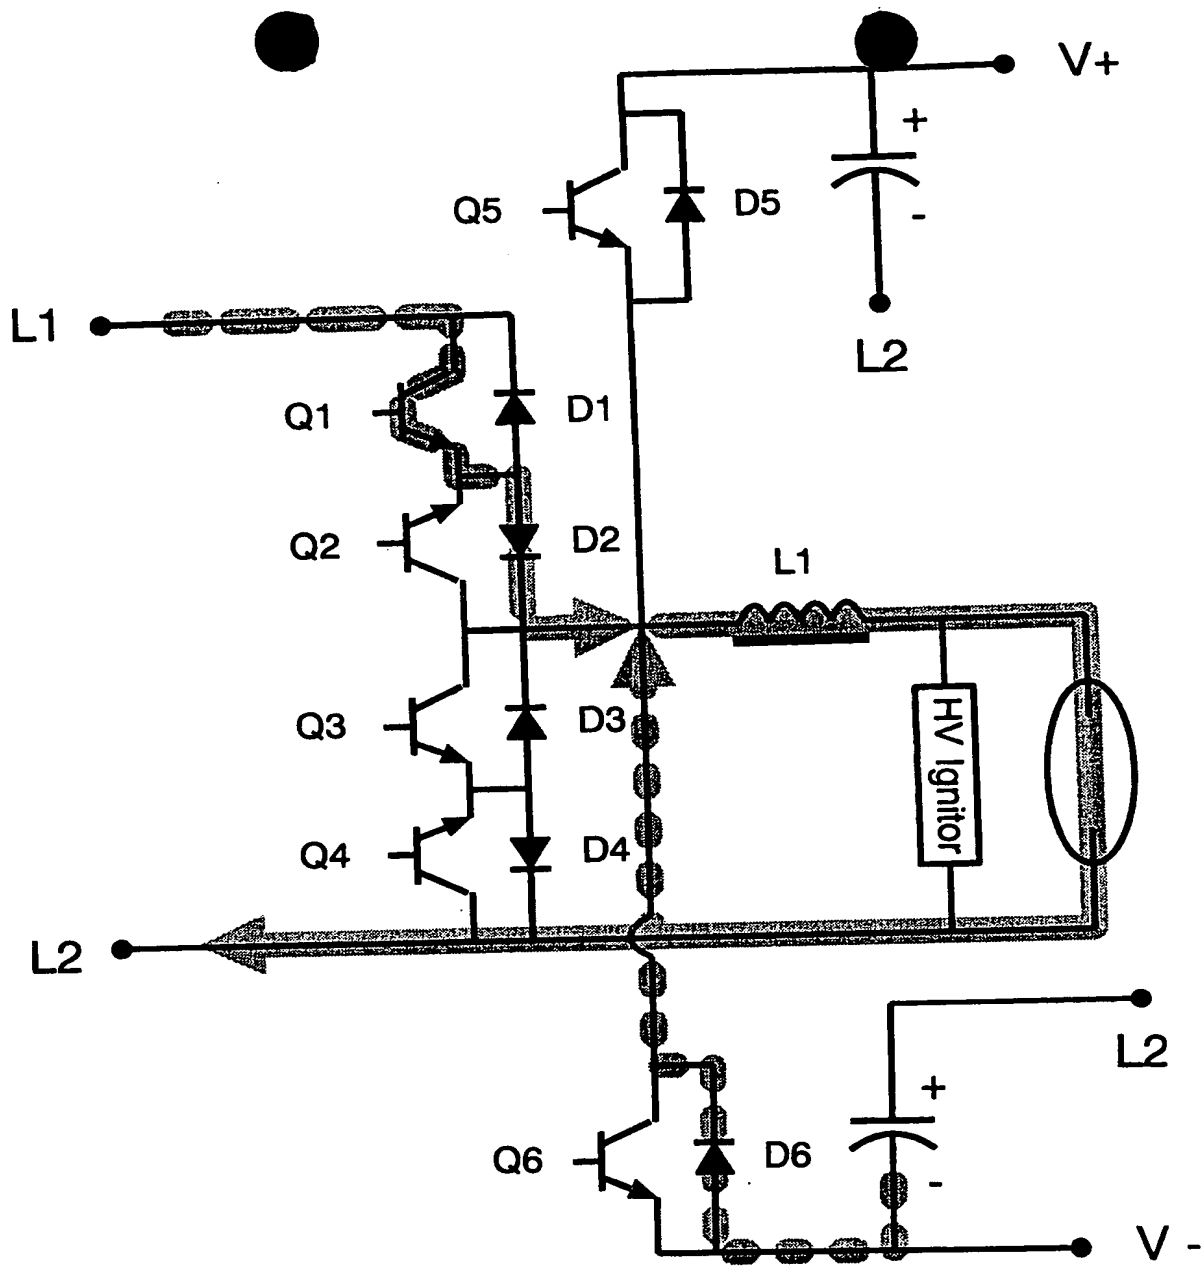 V+
+
Q5
D5
-
L1
L2
Q1
D1
Q2
D2
L1
Q3
D3
HV Ignitor
Q4
D4
L2
L2
+
Q6
D6
-
V -